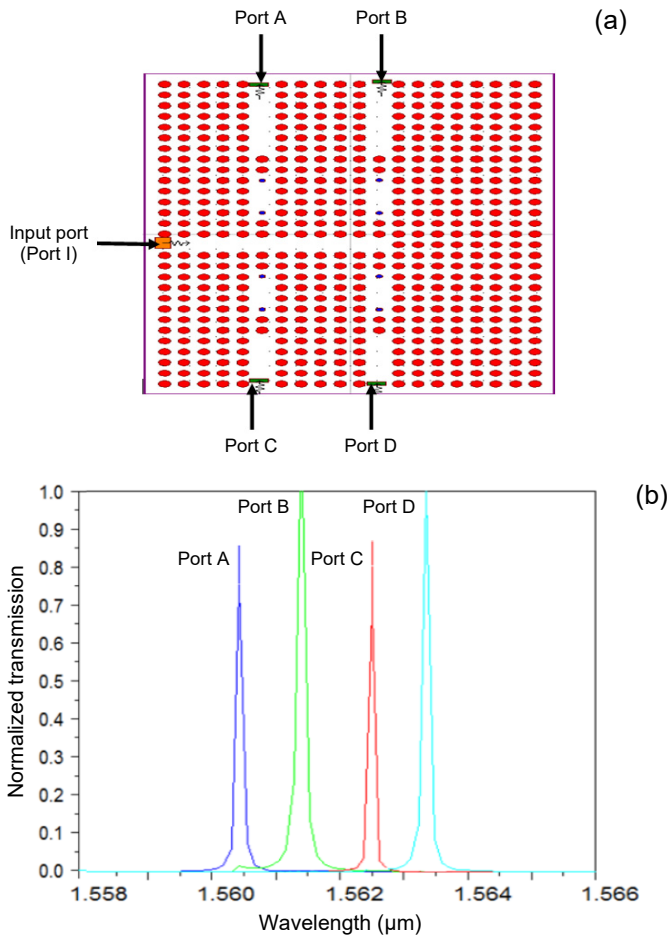 Port A
Port B
(a)
Input port
(Port I)
Port C
Port D
(b)
1.0
0.9
0.8
0.7
0.6
0.5
0.4
0.3
0.2
0.1
0.0
Normalized transmission
Port B
Port D
Port A
Port C
1.558
1.560
1.562
1.564
1.566
Wavelength (µm)